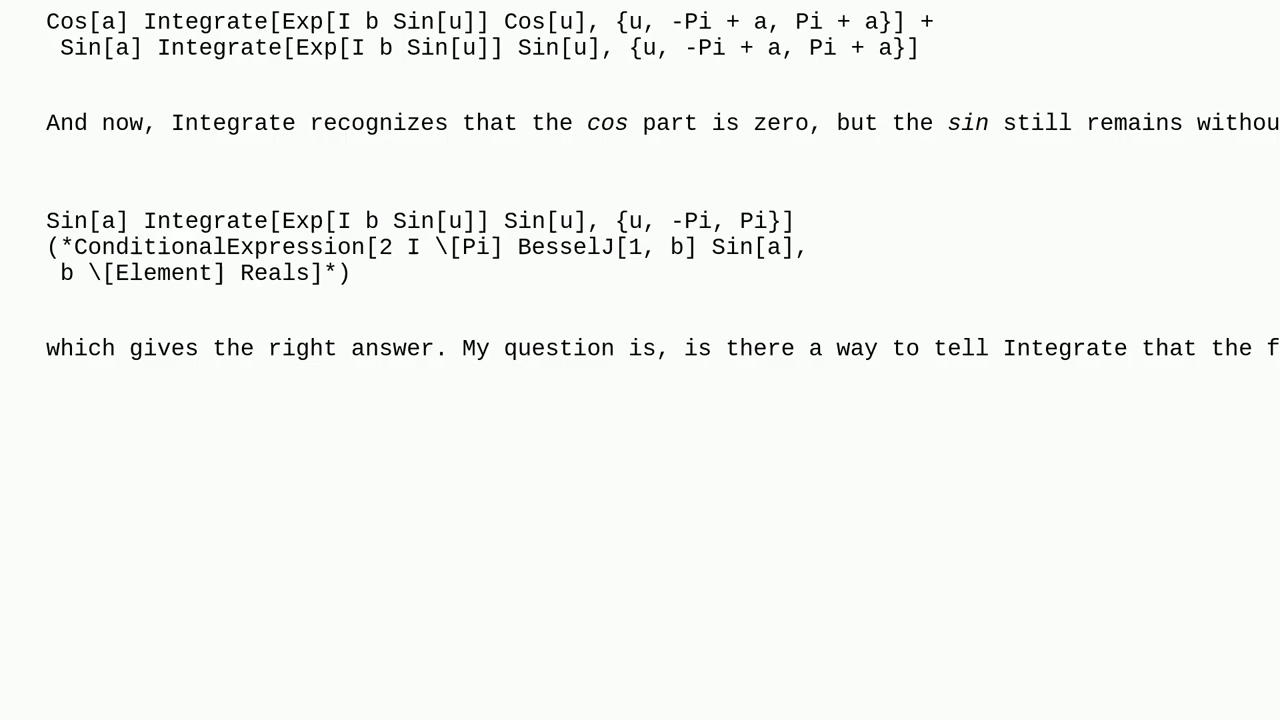 Cos[a] Integrate[Exp[I b Sin[u]] Cos[u], {u, -Pi + a, Pi + a}] +
 Sin[a] Integrate[Exp[I b Sin[u]] Sin[u], {u, -Pi + a, Pi + a}]
And now, Integrate recognizes that the cos part is zero, but the sin still remains
Sin[a] Integrate[Exp[I b Sin[u]] Sin[u], {u, -Pi, Pi}]
(*ConditionalExpression[2 I \[Pi] BesselJ[1, b] Sin[a],
 b \[Element] Reals]*)
which gives the right answer. My question is, is there a way to tell Integrate that the